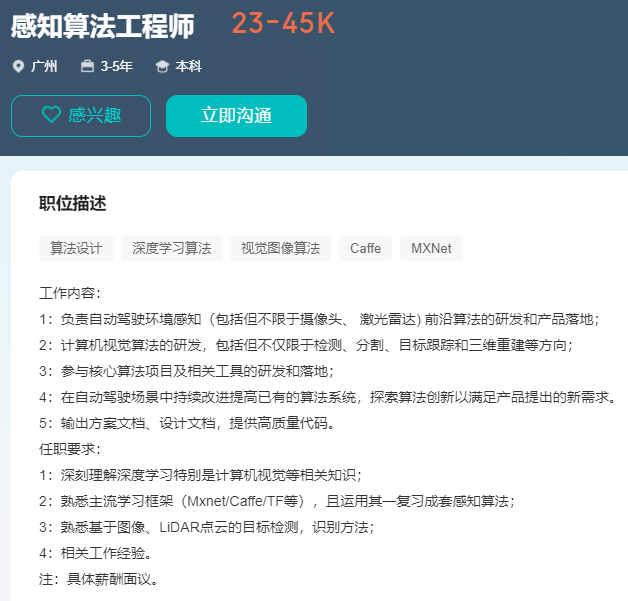 感知算法工程师 23-45K
广州 3-5年 本科
感兴趣 立即沟通
职位描述
算法设计 深度学习算法 视觉图像算法 Caffe MXNet
工作内容：
1：负责自动驾驶环境感知（包括但不限于摄像头、 激光雷达) 前沿算法的研发和产品落地；
2：计算机视觉算法的研发，包括但不仅限于检测、分割、目标跟踪和三维重建等方向；
3：参与核心算法项目及相关工具的研发和落地；
4：在自动驾驶场景中持续改进提高已有的算法系统，探索算法创新以满足产品提出的新需求。
5：输出方案文档、设计文档，提供高质量代码。
任职要求：
1：深刻理解深度学习特别是计算机视觉等相关知识；
2：熟悉主流学习框架（Mxnet/Caffe/TF等），且运用其一复习成套感知算法；
3：熟悉基于图像、LiDAR点云的目标检测，识别方法；
4：相关工作经验。
注：具体薪酬面议。